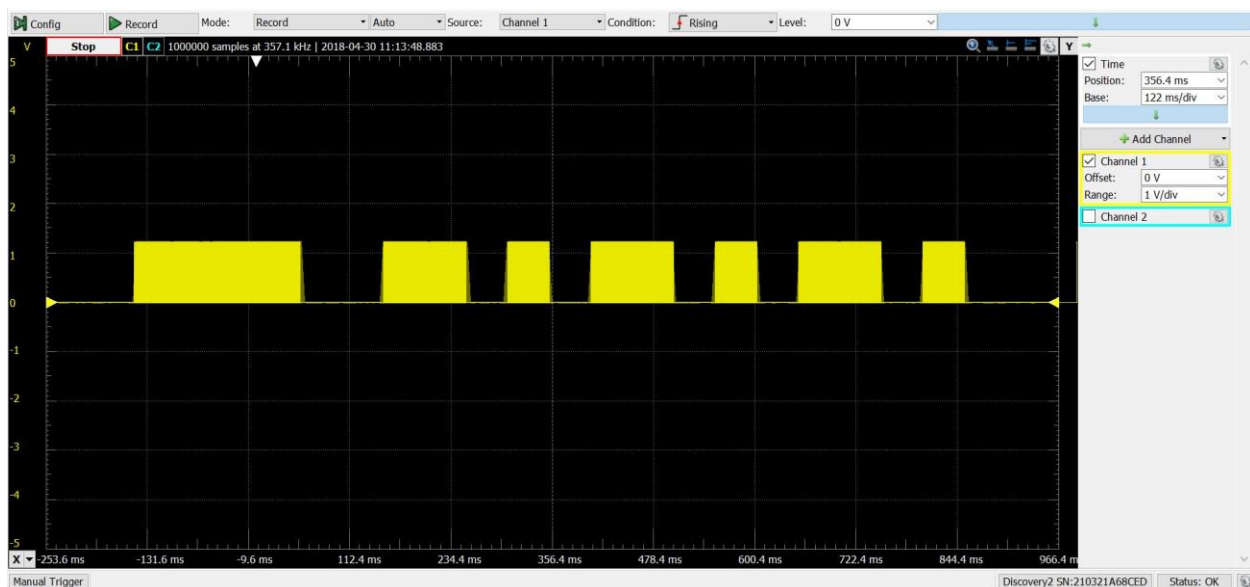 Config Record Mode: Record Auto Source: Channel 1 Condition: Rising Level: 0 V
V Stop C1 C2 1000000 samples at 357.1 kHz | 2018-04-30 11:13:48.883 Y
Time
Position: 356.4 ms
Base: 122 ms/div
Add Channel
Channel 1
Offset: 0 V
Range: 1 V/div
Channel 2
5
4
3
2
1
0
-1
-2
-3
-4
-5
X -253.6 ms -131.6 ms -9.6 ms 112.4 ms 234.4 ms 356.4 ms 478.4 ms 600.4 ms 722.4 ms 844.4 ms 966.4 m
Manual Trigger Discovery2 SN:210321A68CED Status: OK